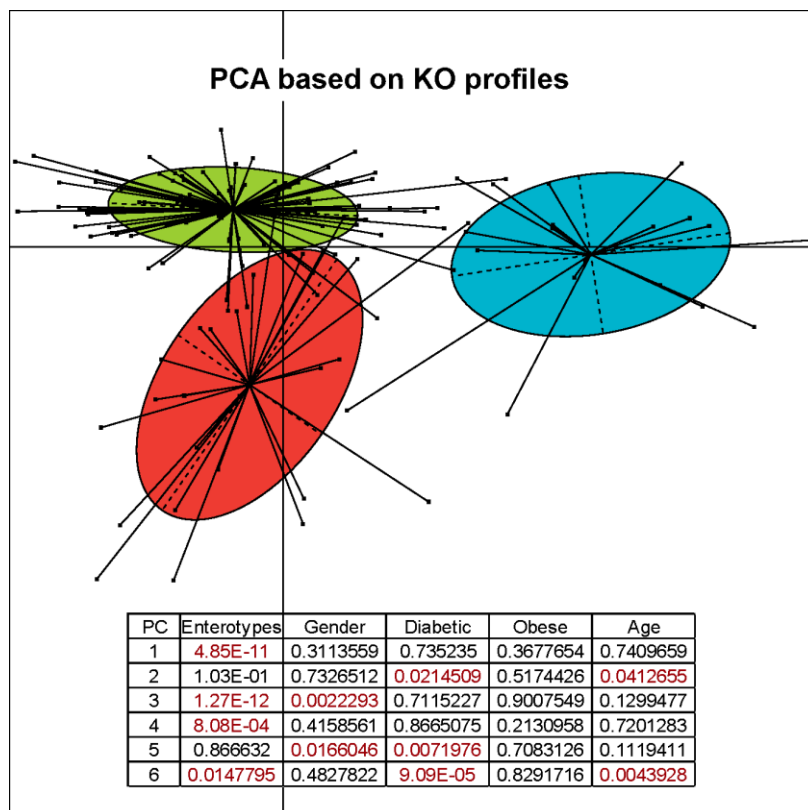 PCA based on KO profiles
PC Enterotypes Gender Diabetic Obese Age
1 4.85E-11 0.3113559 0.735235 0.3677654 0.7409659
2 1.03E-01 0.7326512 0.0214509 0.5174426 0.0412655
3 1.27E-12 0.0022293 0.7115227 0.9007549 0.1299477
4 8.08E-04 0.4158561 0.8665075 0.2130958 0.7201283
5 0.866632 0.0166046 0.0071976 0.7083126 0.1119411
6 0.0147795 0.4827822 9.09E-05 0.8291716 0.0043928